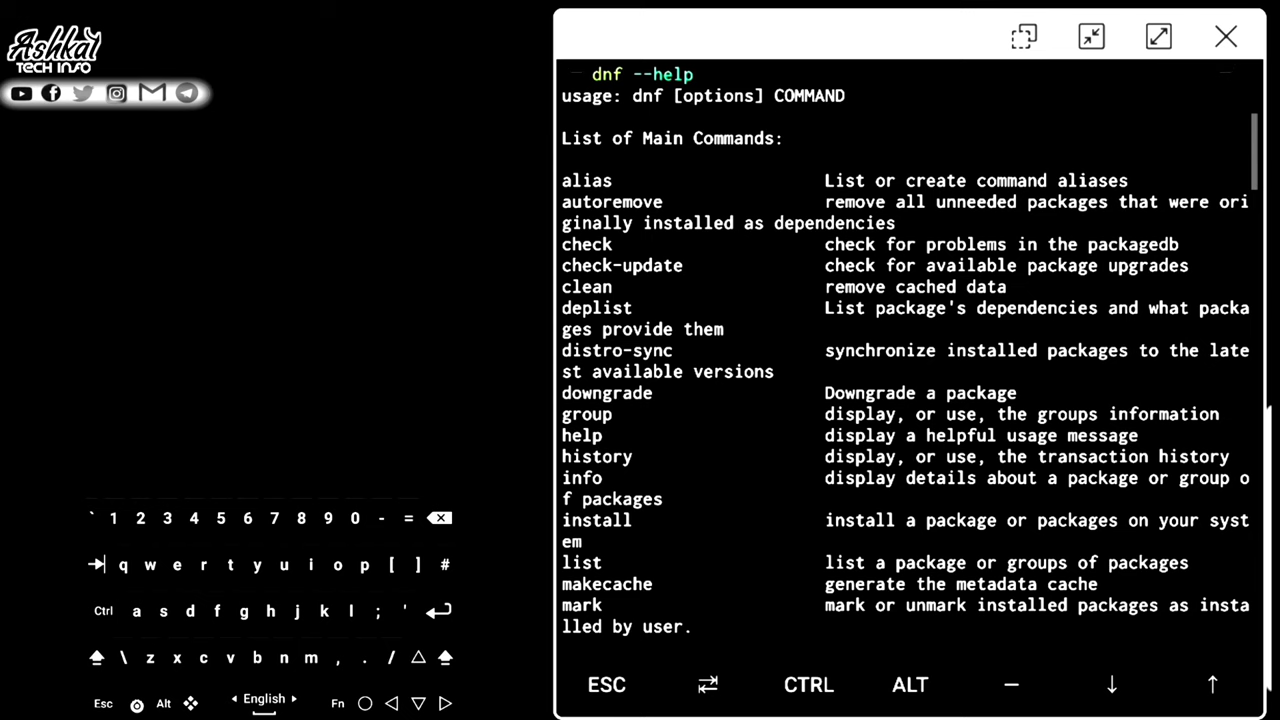 Ashkal
TECH INFO
dnf --help
usage: dnf [options] COMMAND
List of Main Commands:
alias List or create command aliases
autoremove remove all unneeded packages that were ori
ginally installed as dependencies
check check for problems in the packagedb
check-update check for available package upgrades
clean remove cached data
deplist List package's dependencies and what packa
ges provide them
distro-sync synchronize installed packages to the late
st available versions
downgrade Downgrade a package
group display, or use, the groups information
help display a helpful usage message
history display, or use, the transaction history
info display details about a package or group o
f packages
install install a package or packages on your syst
em
list list a package or groups of packages
makecache generate the metadata cache
mark mark or unmark installed packages as insta
lled by user.
ESC CTRL ALT — ↓ ↑
` 1 2 3 4 5 6 7 8 9 0 - =
q w e r t y u i o p [ ] #
Ctrl a s d f g h j k l ; '
\ z x c v b n m , . /
Esc Alt English Fn